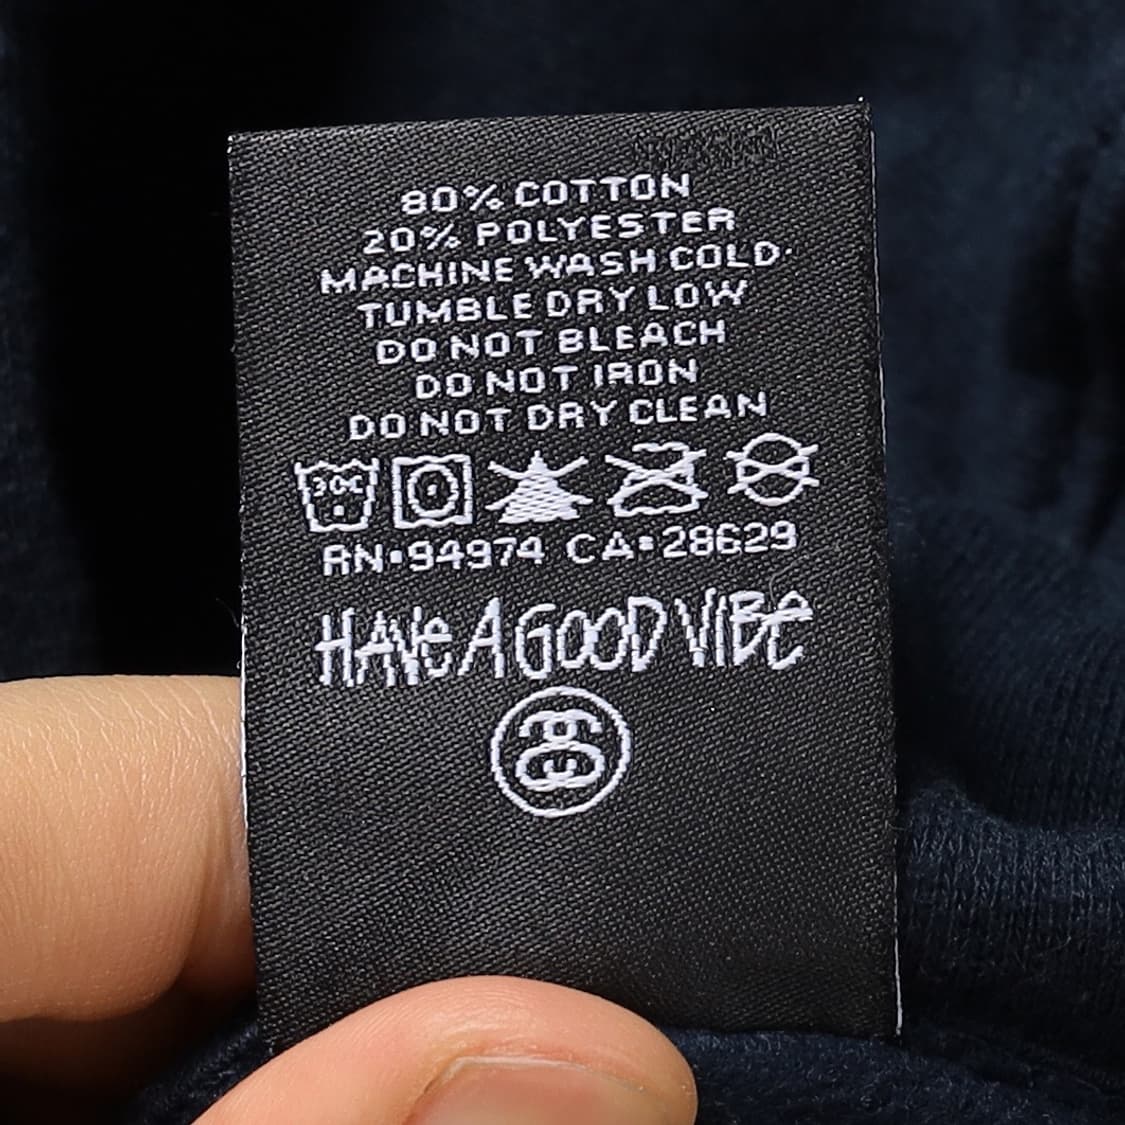 80% COTTON
20% POLYESTER
MACHINE WASH COLD
TUMBLE DRY LOW
DO NOT BLEACH
DO NOT IRON
DO NOT DRY CLEAN
30C
RN•94974 CA•28629
HAVE A GOOD VIBE